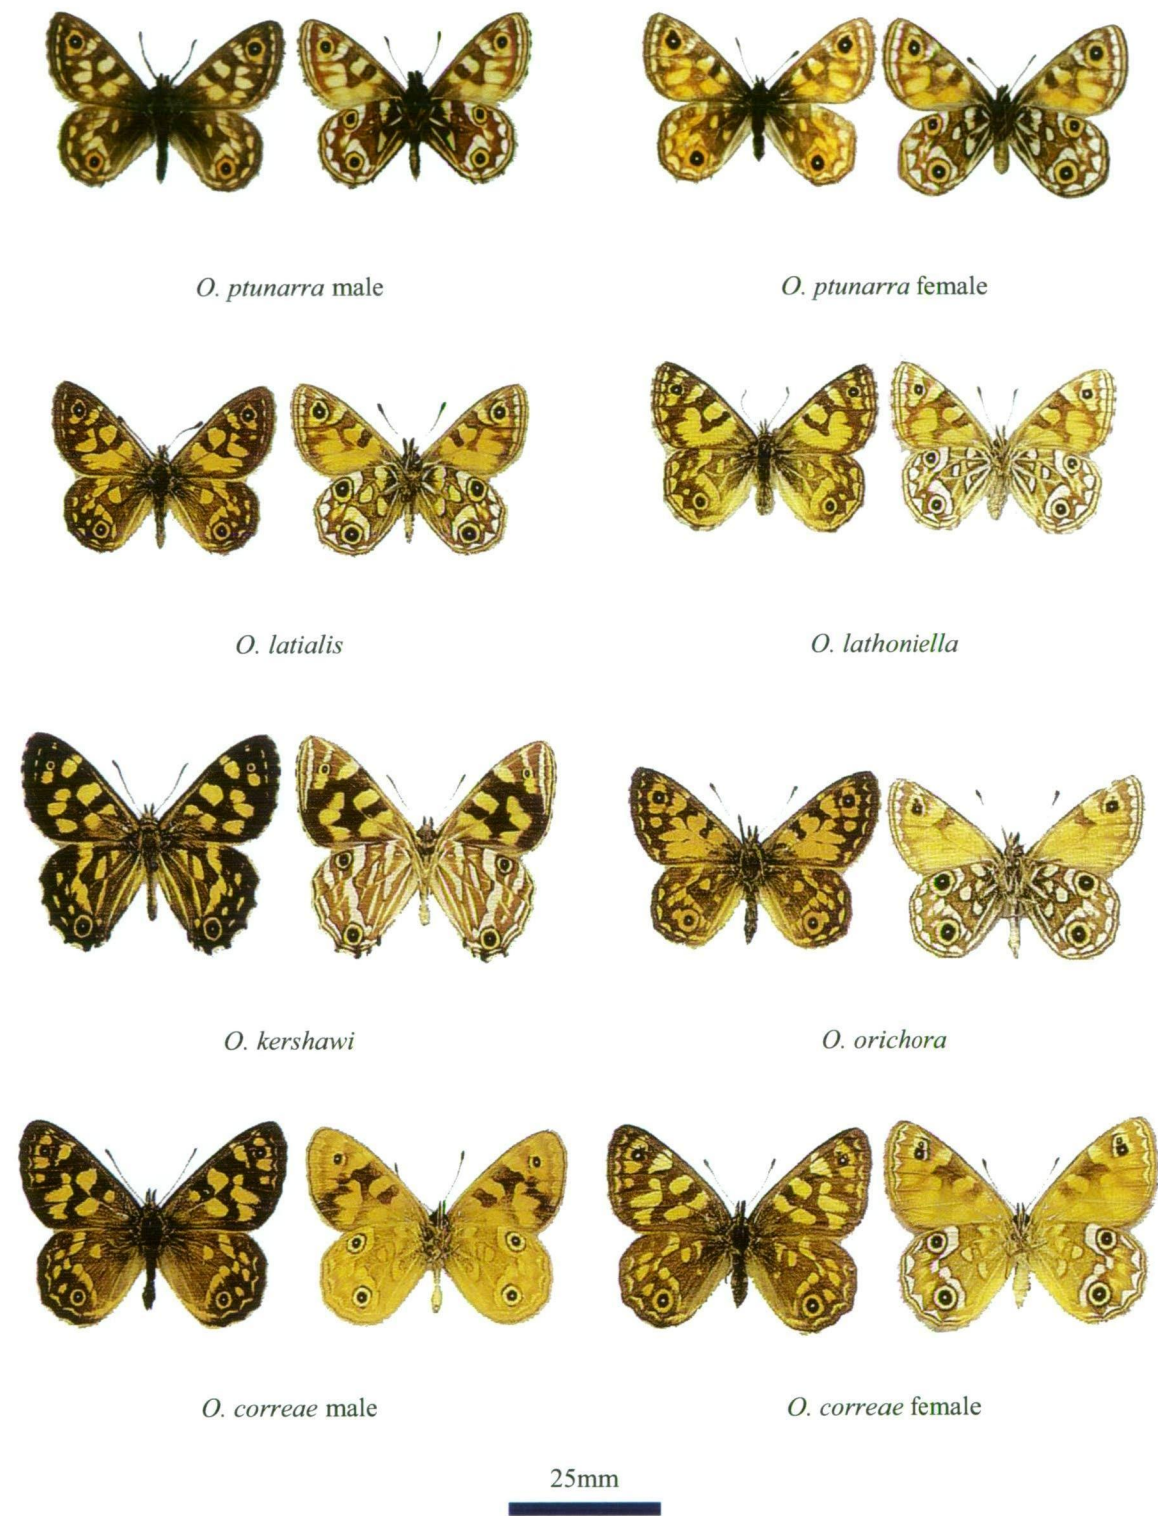 O. ptunarra male
O. ptunarra female
O. latialis
O. lathoniella
O. kershawi
O. orichora
O. correae male
O. correae female
25mm